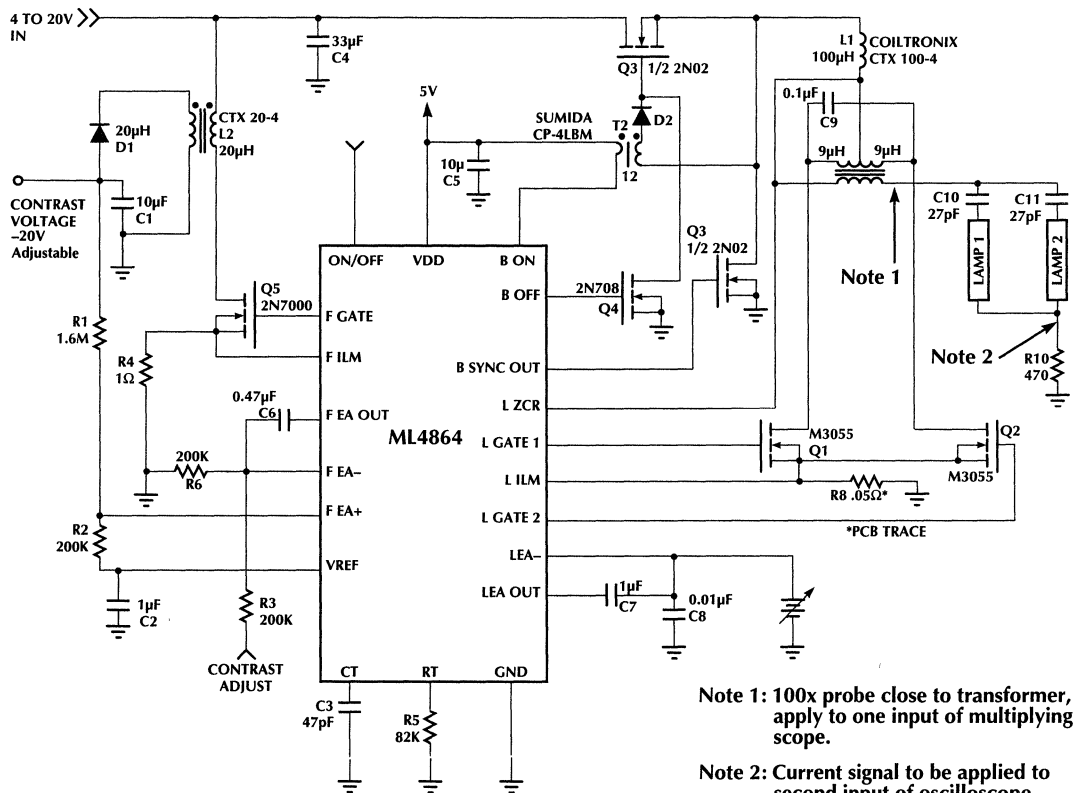 4 TO 20V
IN
33µF
C4
Q3
1/2 2N02
L1
100µH
COILTRONIX
CTX 100-4
5V
SUMIDA
CP-4LBM
T2
D2
12
10µ
C5
0.1µF
C9
9µH
9µH
20µH
D1
CTX 20-4
L2
20µH
CONTRAST
VOLTAGE
–20V
Adjustable
10µF
C1
C10
27pF
C11
27pF
LAMP 1
LAMP 2
Note 1
Note 2
R10
470
Q3
1/2 2N02
2N708
Q4
Q5
2N7000
R1
1.6M
R4
1Ω
0.47µF
C6
200K
R6
R2
200K
1µF
C2
R3
200K
CONTRAST
ADJUST
ON/OFF
VDD
B ON
F GATE
F ILM
F EA OUT
F EA–
F EA+
VREF
ML4864
B OFF
B SYNC OUT
L ZCR
L GATE 1
L ILM
L GATE 2
LEA–
LEA OUT
CT
RT
GND
M3055
Q1
Q2
M3055
R8 .05Ω*
*PCB TRACE
1µF
C7
0.01µF
C8
C3
47pF
R5
82K
Note 1: 100x probe close to transformer,
apply to one input of multiplying
scope.
Note 2: Current signal to be applied to
second input of oscilloscope